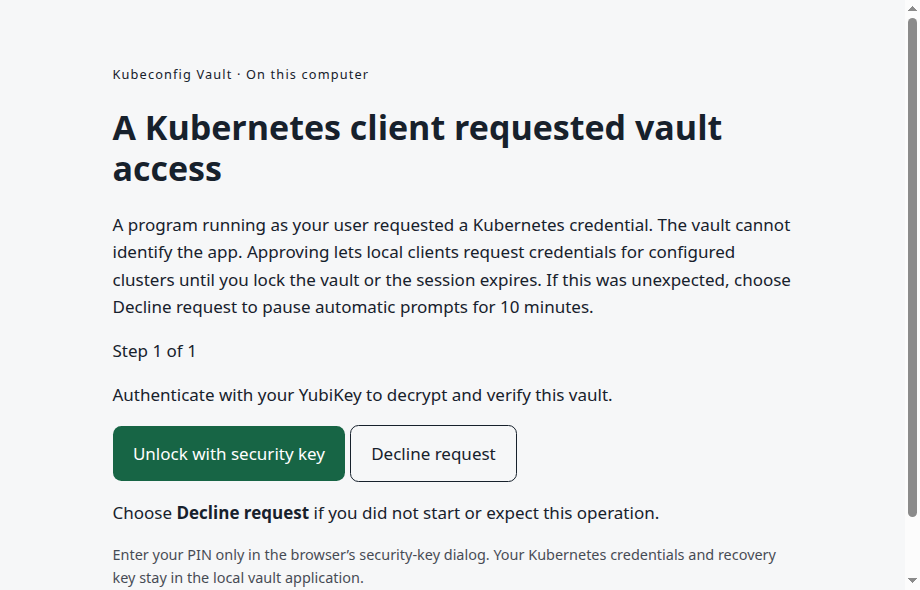 Kubeconfig Vault · On this computer
A Kubernetes client requested vault
access
A program running as your user requested a Kubernetes credential. The vault cannot
identify the app. Approving lets local clients request credentials for configured
clusters until you lock the vault or the session expires. If this was unexpected, choose
Decline request to pause automatic prompts for 10 minutes.
Step 1 of 1
Authenticate with your YubiKey to decrypt and verify this vault.
Unlock with security key
Decline request
Choose Decline request if you did not start or expect this operation.
Enter your PIN only in the browser's security-key dialog. Your Kubernetes credentials and recovery
key stay in the local vault application.